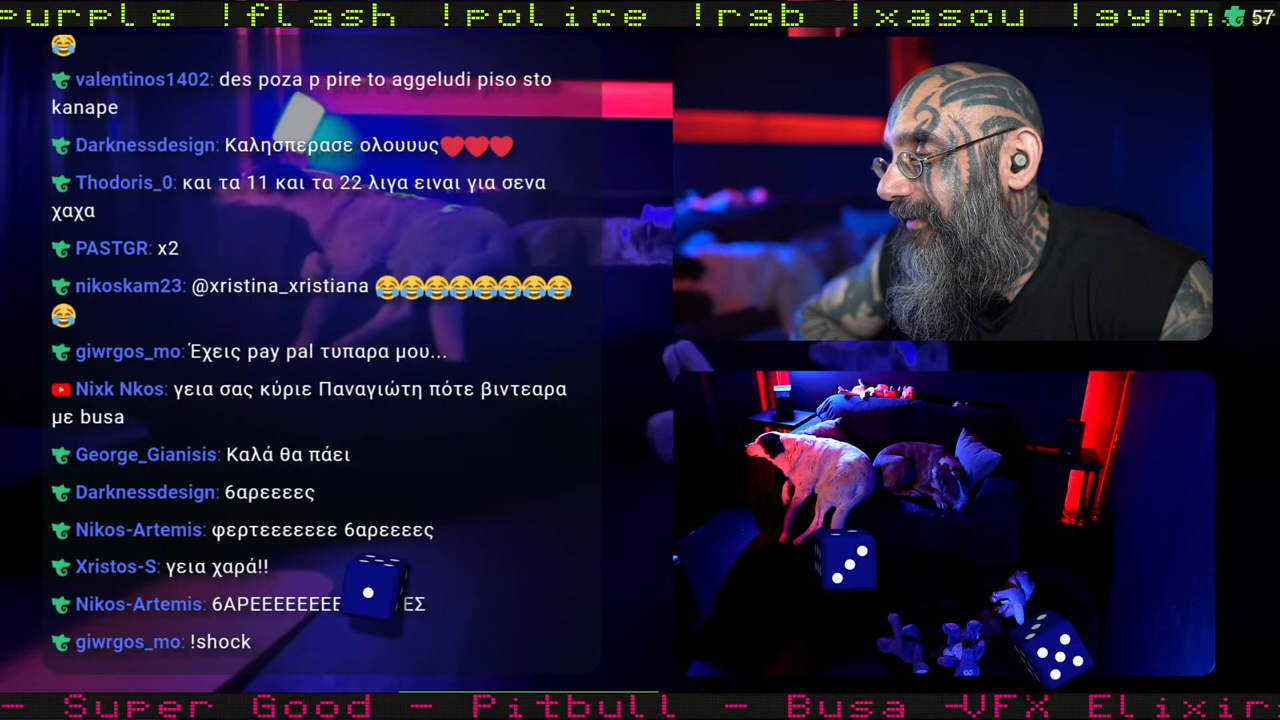 purple !flash !police !rgb !xasou !gyrn
57
😂
valentinos1402: des poza p pire to aggeludi piso sto
kanape
Darknessdesign: Καλησπερασε ολουυυς❤️❤️❤️
Thodoris_0: και τα 11 και τα 22 λιγα ειναι για σενα
χαχα
PASTGR: x2
nikoskam23: @xristina_xristiana 😂😂😂😂😂😂😂😂
😂
giwrgos_mo: Έχεις pay pal τυπαρα μου...
Nixk Nkos: γεια σας κύριε Παναγιώτη πότε βιντεαρα
με busa
George_Gianisis: Καλά θα πάει
Darknessdesign: 6αρεεεες
Nikos-Artemis: φερτεεεεεεε 6αρεεεες
Xristos-S: γεια χαρά!!
Nikos-Artemis:
giwrgos_mo: !shock
- Super Good - Pitbull - Busa -VFX Elixir